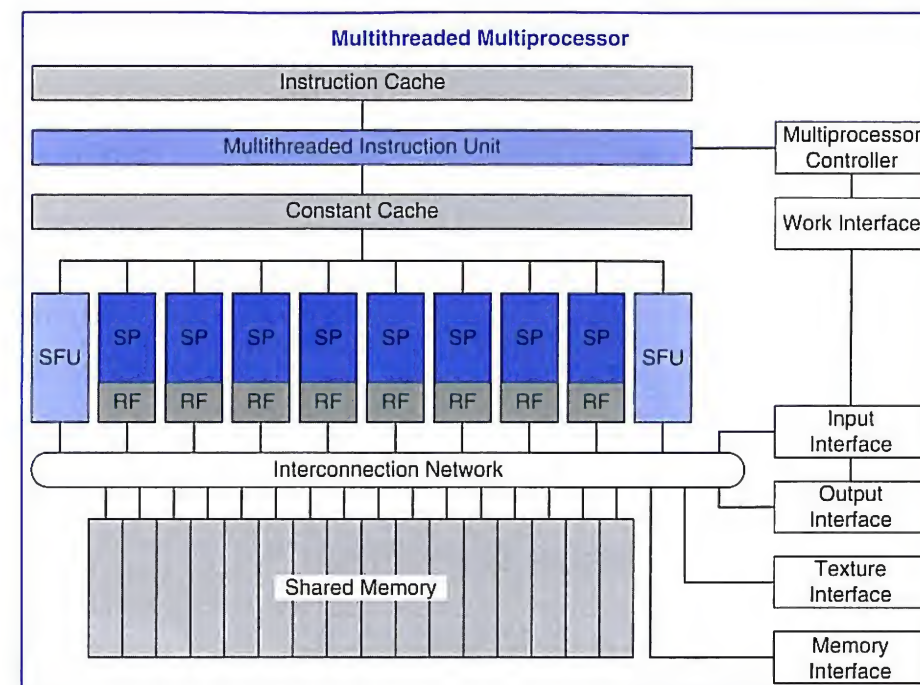 Multithreaded Multiprocessor
Instruction Cache
Multithreaded Instruction Unit
Multiprocessor
Controller
Constant Cache
Work Interface
SFU
SP
SP
SP
SP
SP
SP
SP
SP
SFU
RF
RF
RF
RF
RF
RF
RF
RF
Interconnection Network
Input
Interface
Output
Interface
Shared Memory
Texture
Interface
Memory
Interface